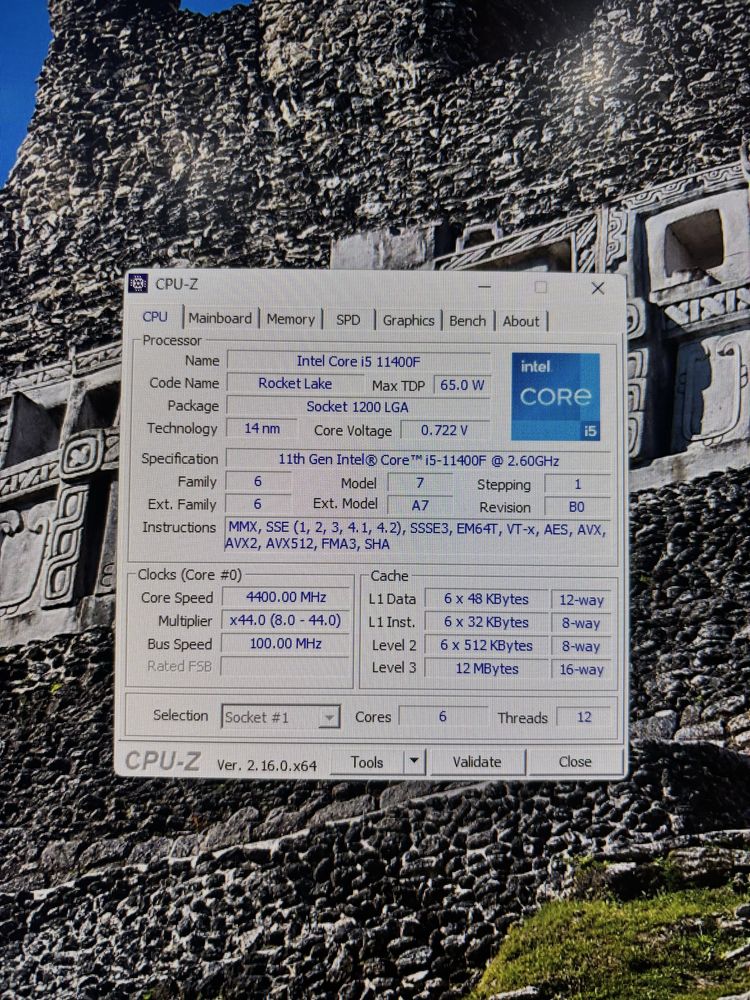 CPU-Z
CPU Mainboard Memory SPD Graphics Bench About
Processor
Name Intel Core i5 11400F
Code Name Rocket Lake Max TDP 65.0 W
Package Socket 1200 LGA
Technology 14 nm Core Voltage 0.722 V
intel
CORE
i5
Specification 11th Gen Intel® Core™ i5-11400F @ 2.60GHz
Family 6 Model 7 Stepping 1
Ext. Family 6 Ext. Model A7 Revision B0
Instructions MMX, SSE (1, 2, 3, 4.1, 4.2), SSSE3, EM64T, VT-x, AES, AVX,
AVX2, AVX512, FMA3, SHA
Clocks (Core #0)
Core Speed 4400.00 MHz
Multiplier x44.0 (8.0 - 44.0)
Bus Speed 100.00 MHz
Rated FSB
Cache
L1 Data 6 x 48 KBytes 12-way
L1 Inst. 6 x 32 KBytes 8-way
Level 2 6 x 512 KBytes 8-way
Level 3 12 MBytes 16-way
Selection Socket #1 Cores 6 Threads 12
CPU-Z Ver. 2.16.0.x64 Tools Validate Close